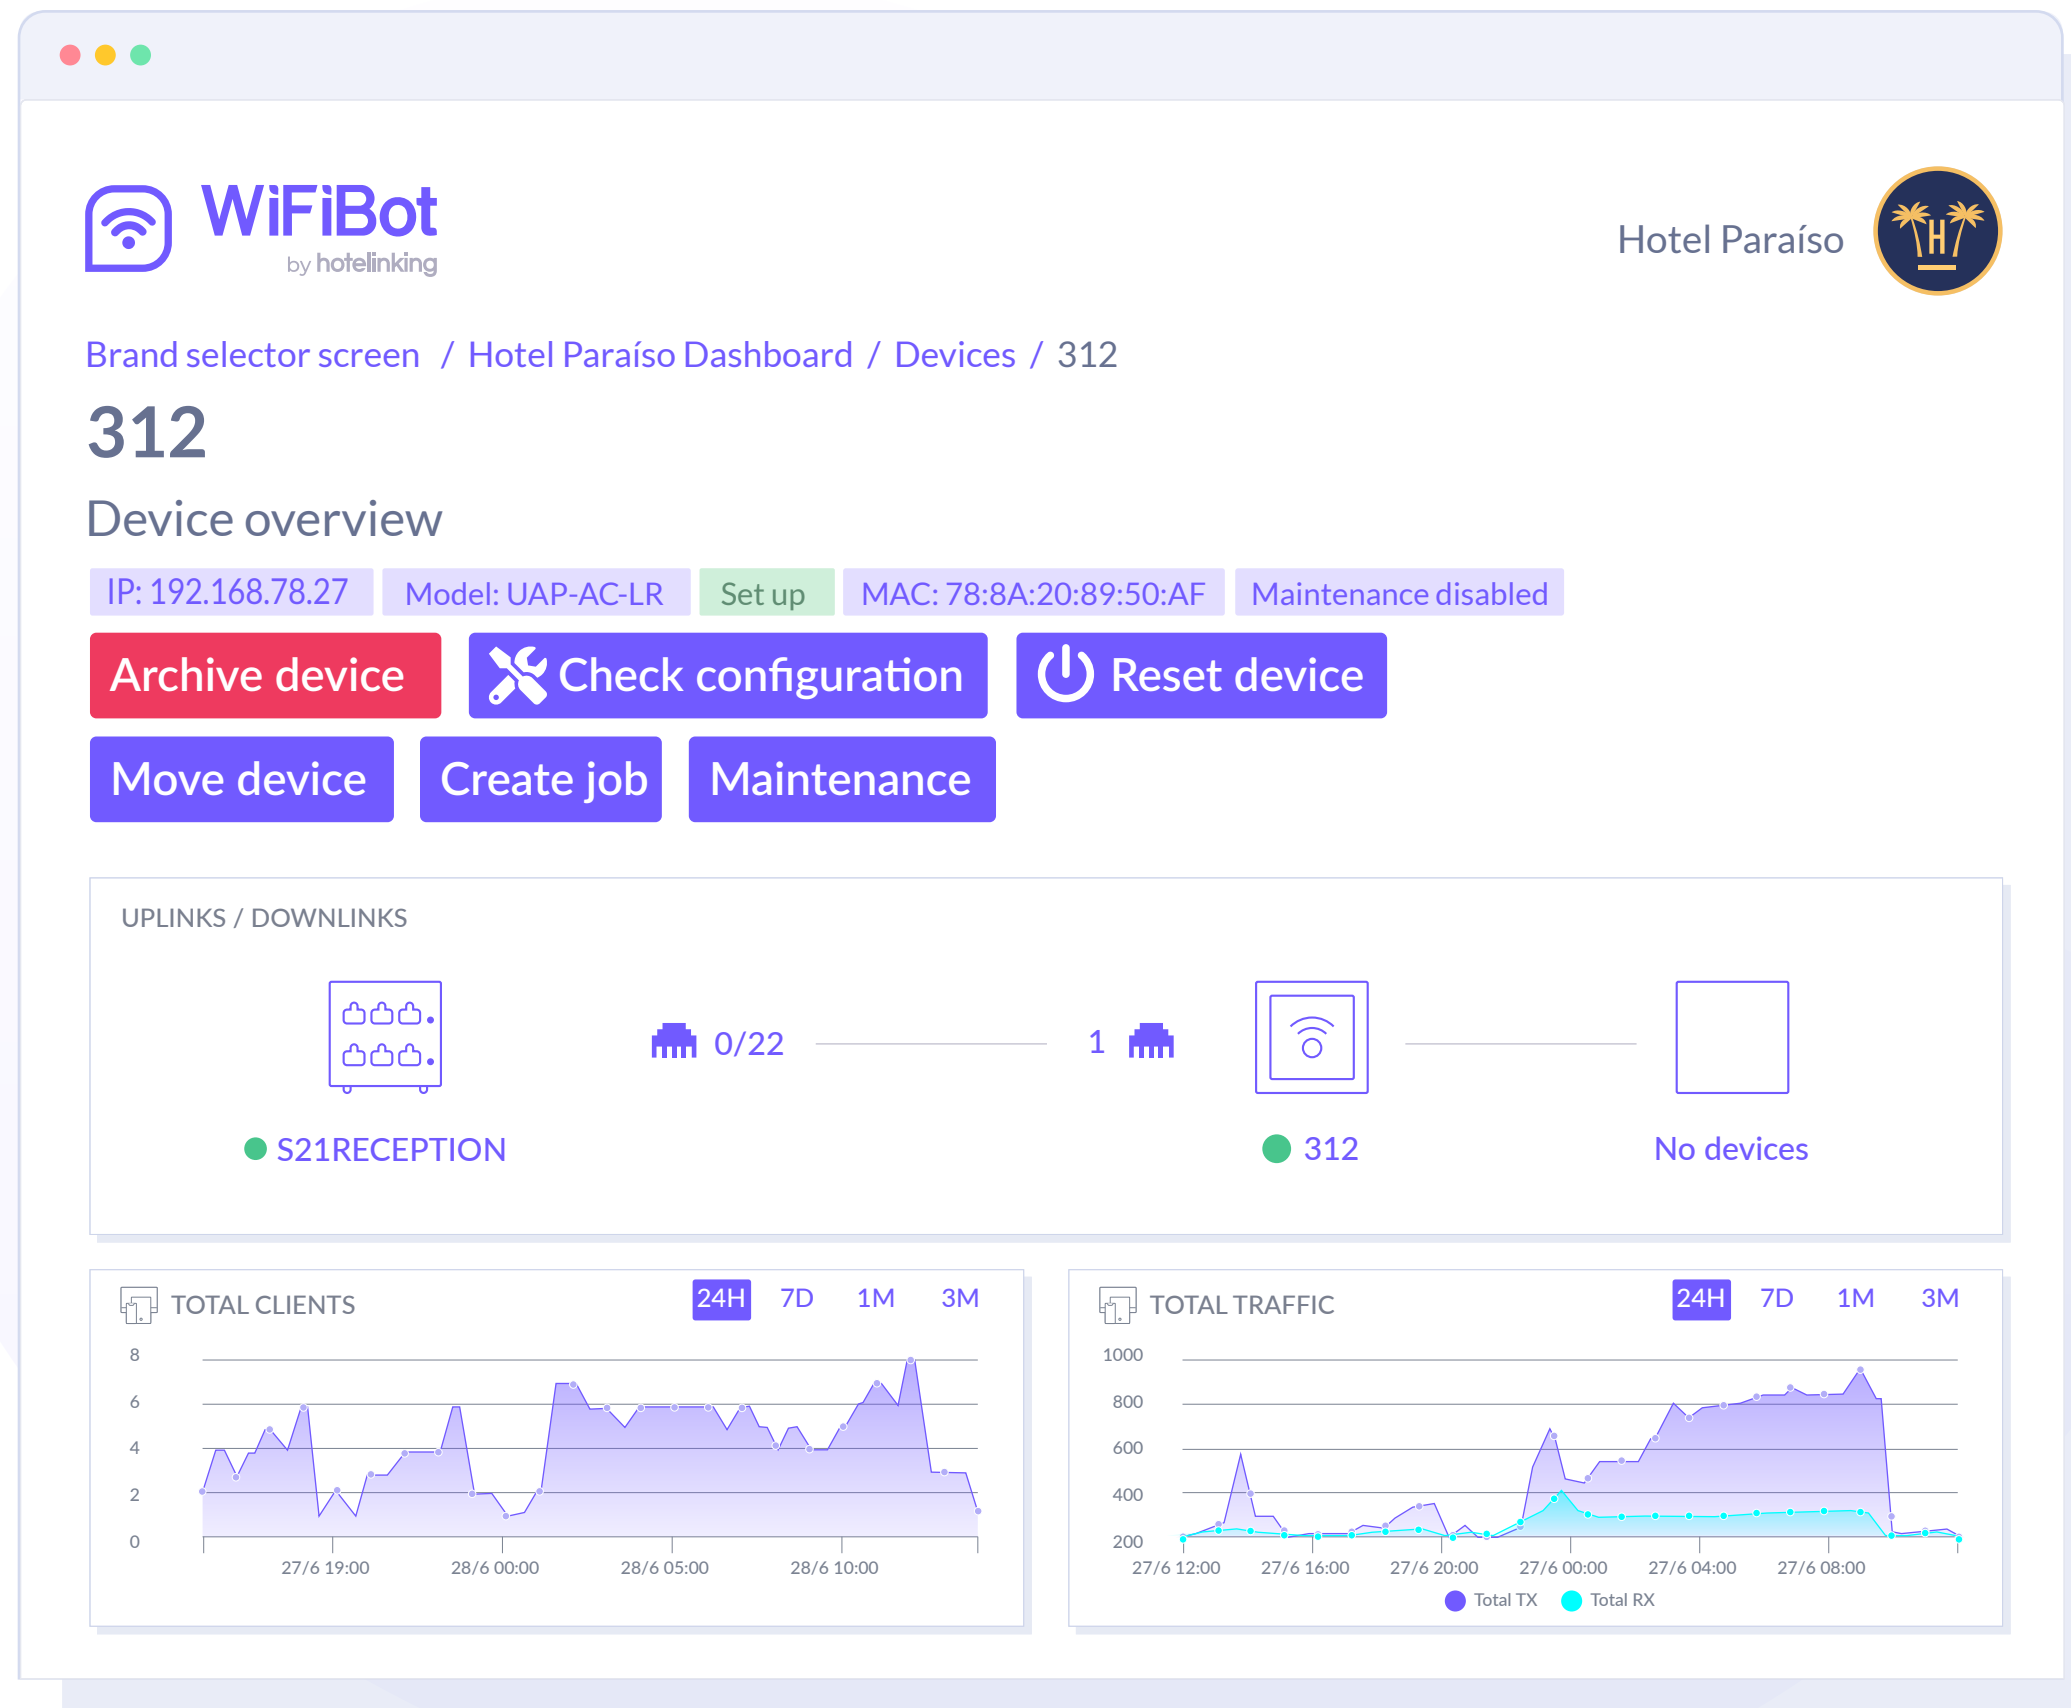 WiFiBot
by hotelinking
Hotel Paraíso
H
Brand selector screen / Hotel Paraíso Dashboard / Devices / 312
312
Device overview
IP: 192.168.78.27 Model: UAP-AC-LR Set up MAC: 78:8A:20:89:50:AF Maintenance disabled
Archive device Check configuration Reset device
Move device Create job Maintenance
UPLINKS / DOWNLINKS
0/22 1
S21RECEPTION 312 No devices
TOTAL CLIENTS 24H 7D 1M 3M
8
6
4
2
0
27/6 19:00 28/6 00:00 28/6 05:00 28/6 10:00
TOTAL TRAFFIC 24H 7D 1M 3M
1000
800
600
400
200
27/6 12:00 27/6 16:00 27/6 20:00 27/6 00:00 27/6 04:00 27/6 08:00
Total TX Total RX